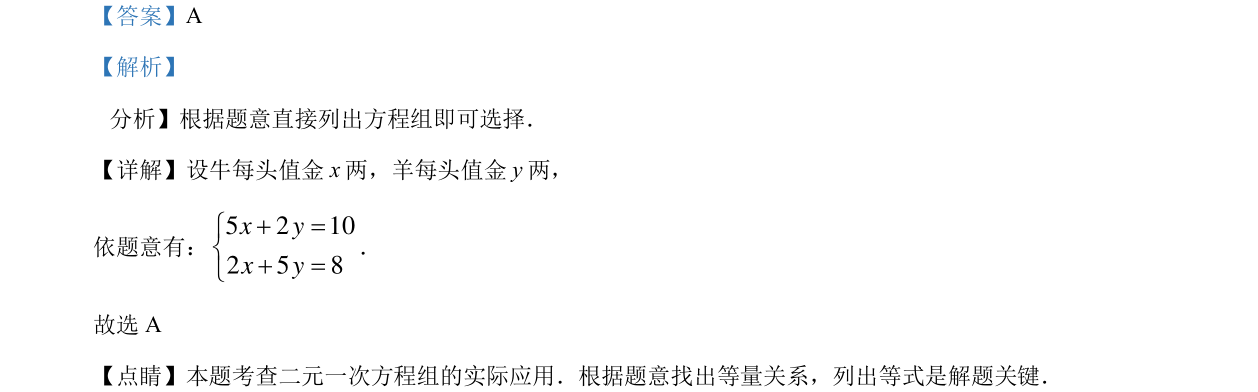 【答案】A
【解析】
分析】根据题意直接列出方程组即可选择．
【详解】设牛每头值金 x 两，羊每头值金 y 两，
依题意有：{5x+2y=10
2x+5y=8．
故选 A
【点睛】本题考查二元一次方程组的实际应用．根据题意找出等量关系，列出等式是解题关键．